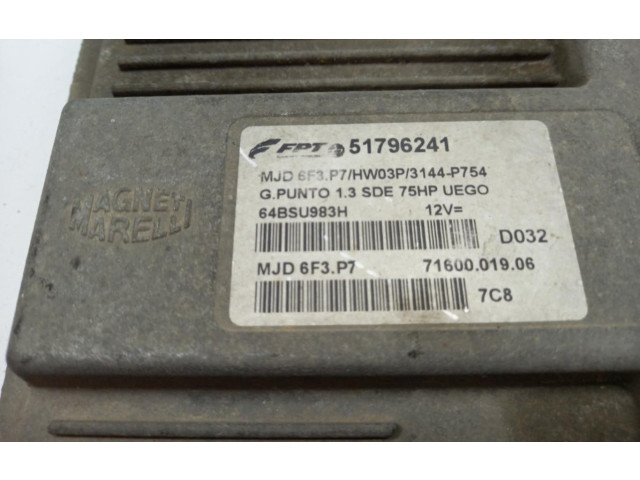 MAGNETI
MARELLI
FPT 51796241
MJD 6F3.P7/HW03P/3144-P754
G.PUNTO 1.3 SDE 75HP UEGO
64BSU983H 12V=
D032
MJD 6F3.P7 71600.019.06
7C8